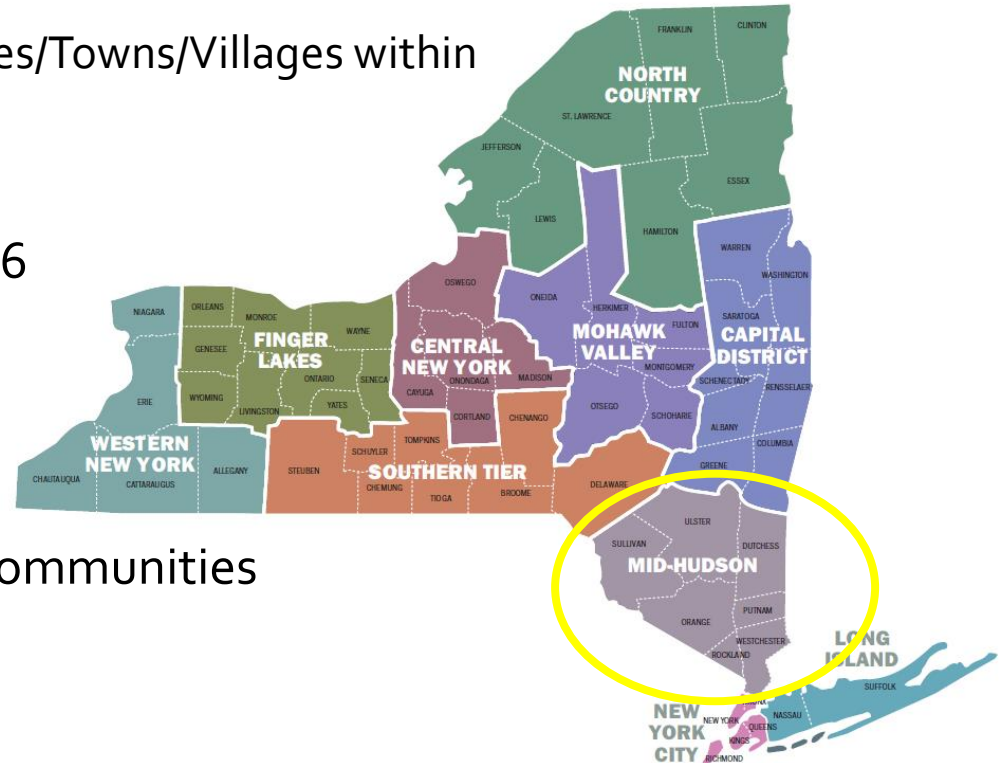 es/Towns/Villages within
6
ommunities
FRANKLIN
CLINTON
NORTH
COUNTRY
ST. LAWRENCE
JEFFERSON
ESSEX
LEWIS
HAMILTON
WARREN
WASHINGTON
OSWEGO
ONEIDA
HERKIMER
FULTON
SARATOGA
MOHAWK
VALLEY
CAPITAL
DISTRICT
MONTGOMERY
SCHENECTADY
RENSSELAER
NIAGARA
ORLEANS
MONROE
WAYNE
GENESEE
FINGER
LAKES
ONTARIO
SENECA
WYOMING
LIVINGSTON
YATES
CENTRAL
NEW YORK
ONONDAGA
MADISON
CAYUGA
CORTLAND
CHENANGO
OTSEGO
SCHOHARIE
ALBANY
COLUMBIA
GREENE
ERIE
WESTERN
NEW YORK
CHAUTAUQUA
CATTARAUGUS
ALLEGANY
STEUBEN
SCHUYLER
TOMPKINS
SOUTHERN TIER
CHEMUNG
TIOGA
BROOME
DELAWARE
ULSTER
SULLIVAN
DUTCHESS
MID-HUDSON
PUTNAM
ORANGE
WESTCHESTER
ROCKLAND
LONG
ISLAND
SUFFOLK
NASSAU
NEW
YORK
CITY
NEW YORK
QUEENS
KINGS
RICHMOND